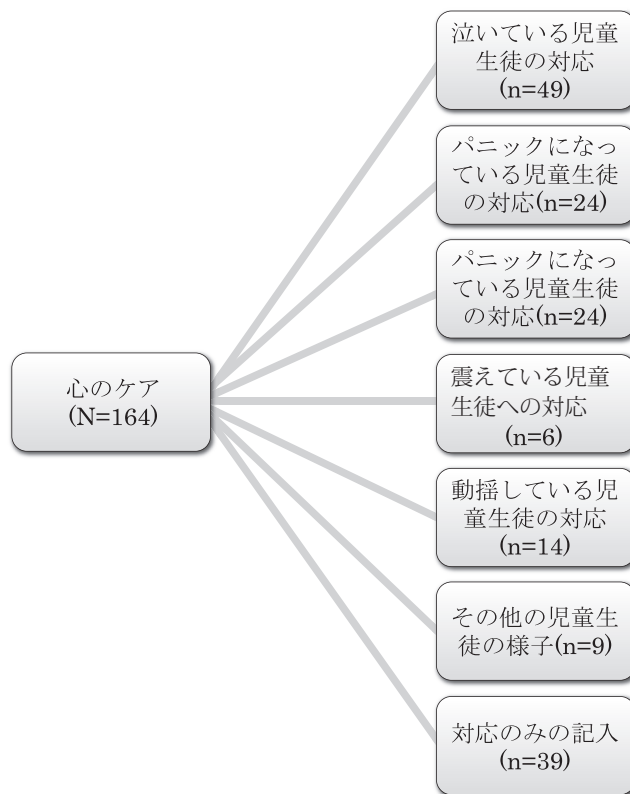 泣いている児童
生徒の対応
(n=49)
パニックになっ
ている児童生徒
の対応(n=24)
パニックになっ
ている児童生徒
の対応(n=24)
心のケア
(N=164)
震えている児童
生徒への対応
(n=6)
動揺している児
童生徒の対応
(n=14)
その他の児童生
徒の様子(n=9)
対応のみの記入
(n=39)